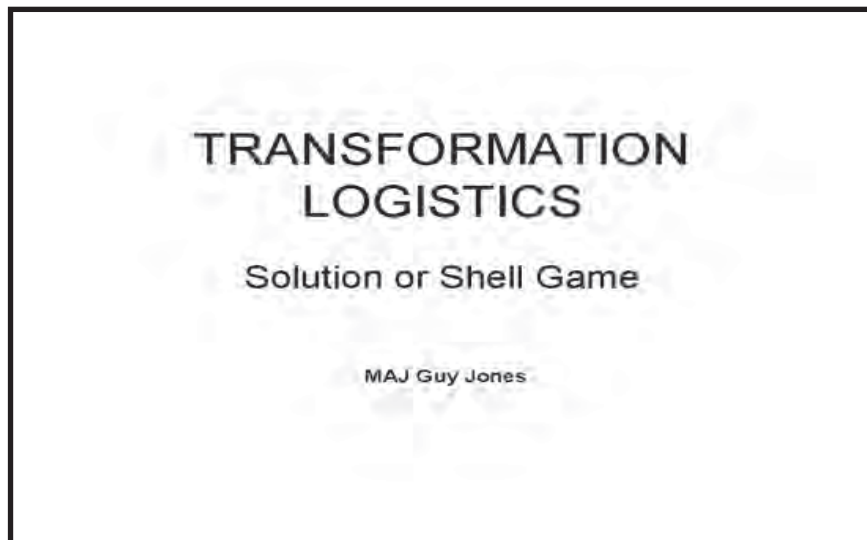 TRANSFORMATION
LOGISTICS
Solution or Shell Game
MAJ Guy Jones